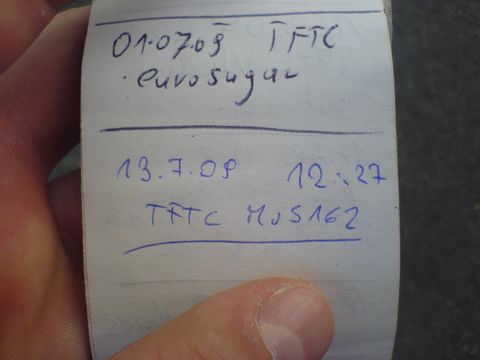 01.07.09 TFTC
eurosugar
13.7.09 12:27
TFTC MuS162